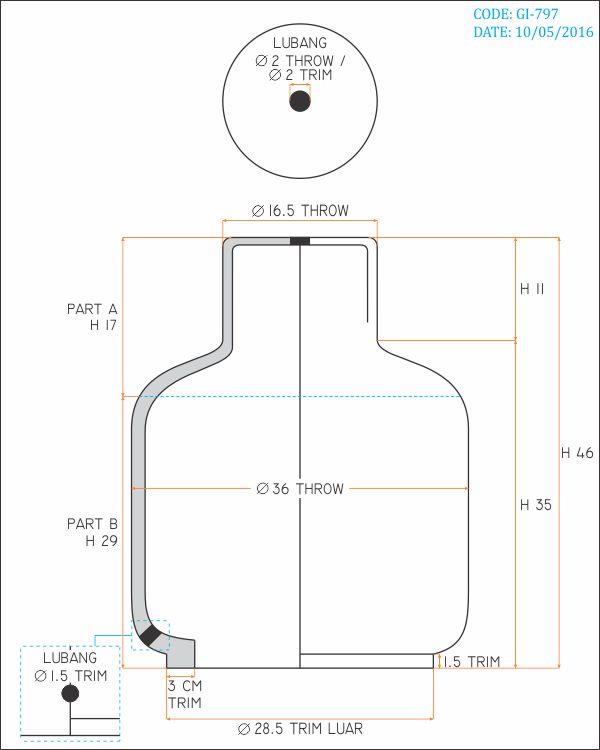 CODE: GI-797
DATE: 10/05/2016
LUBANG
Ø 2 THROW /
Ø 2 TRIM
Ø 16.5 THROW
PART A
H 17
H 11
H 46
Ø 36 THROW
H 35
PART B
H 29
LUBANG
Ø 1.5 TRIM
1.5 TRIM
3 CM
TRIM
Ø 28.5 TRIM LUAR